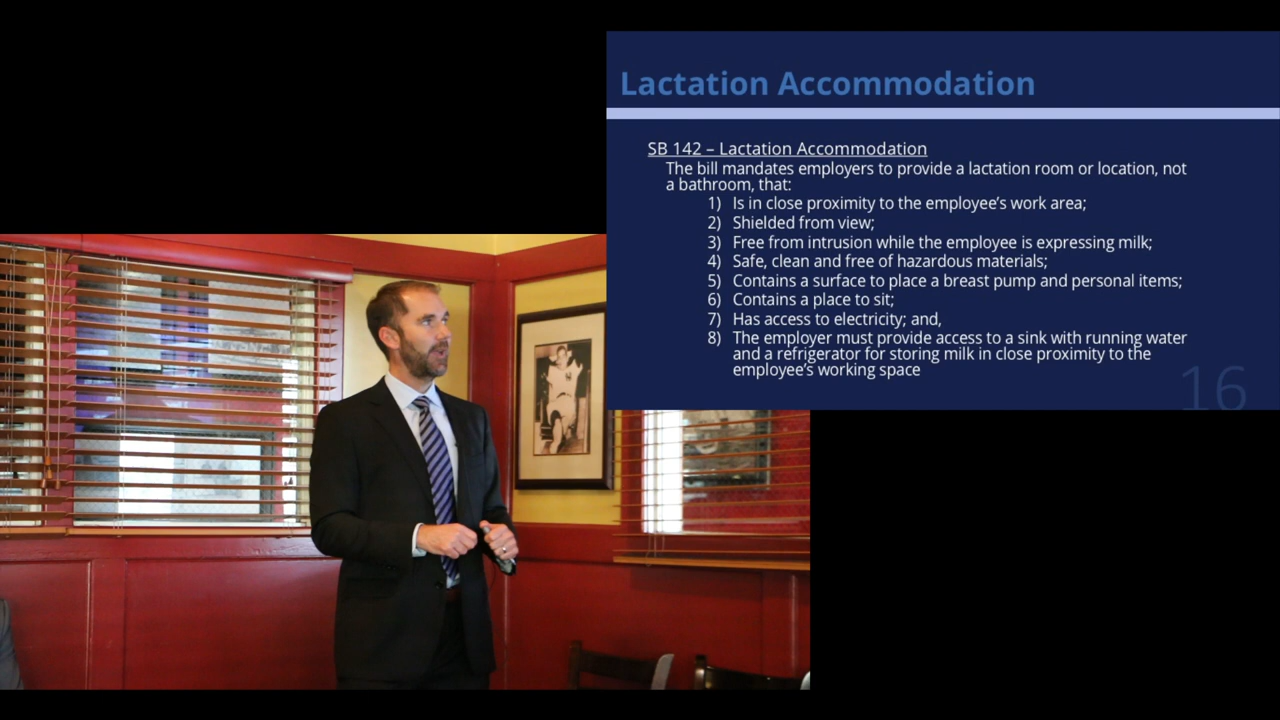 Lactation Accommodation
SB 142 – Lactation Accommodation
The bill mandates employers to provide a lactation room or location, not
a bathroom, that:
1) Is in close proximity to the employee’s work area;
2) Shielded from view;
3) Free from intrusion while the employee is expressing milk;
4) Safe, clean and free of hazardous materials;
5) Contains a surface to place a breast pump and personal items;
6) Contains a place to sit;
7) Has access to electricity; and,
8) The employer must provide access to a sink with running water
and a refrigerator for storing milk in close proximity to the
employee’s working space
16